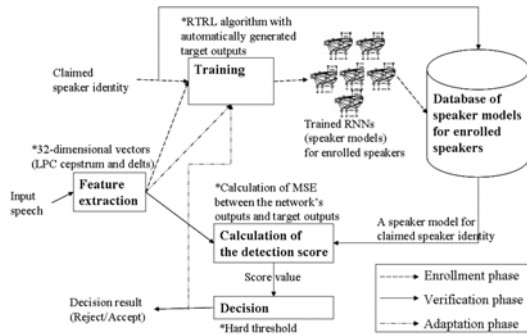 *RTRL algorithm with
automatically generated
target outputs
Claimed
speaker identity
Training
Database of
speaker models
for enrolled
speakers
Trained RNNs
(speaker models)
for enrolled speakers
*32-dimensional vectors
(LPC cepstrum and deltas)
Input
speech
Feature
extraction
*Calculation of MSE
between the network's
outputs and target outputs
Calculation of
the detection score
A speaker model for
claimed speaker identity
Score value
Decision result
(Reject/Accept)
Decision
*Hard threshold
Enrollment phase
Verification phase
Adaptation phase